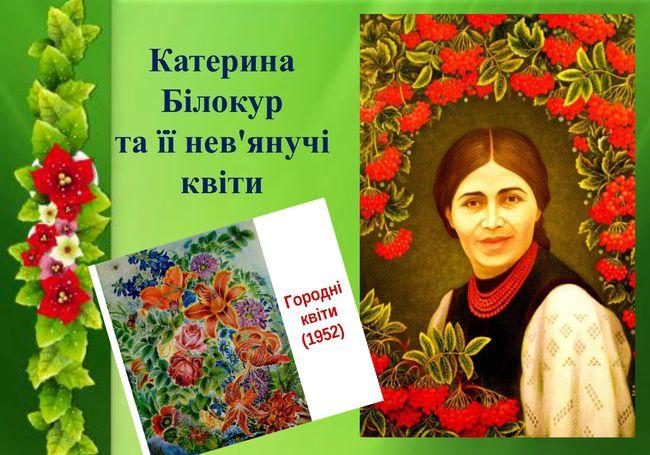 Катерина
Білокур
та її нев'янучі
квіти
Городні
квіти
(1952)